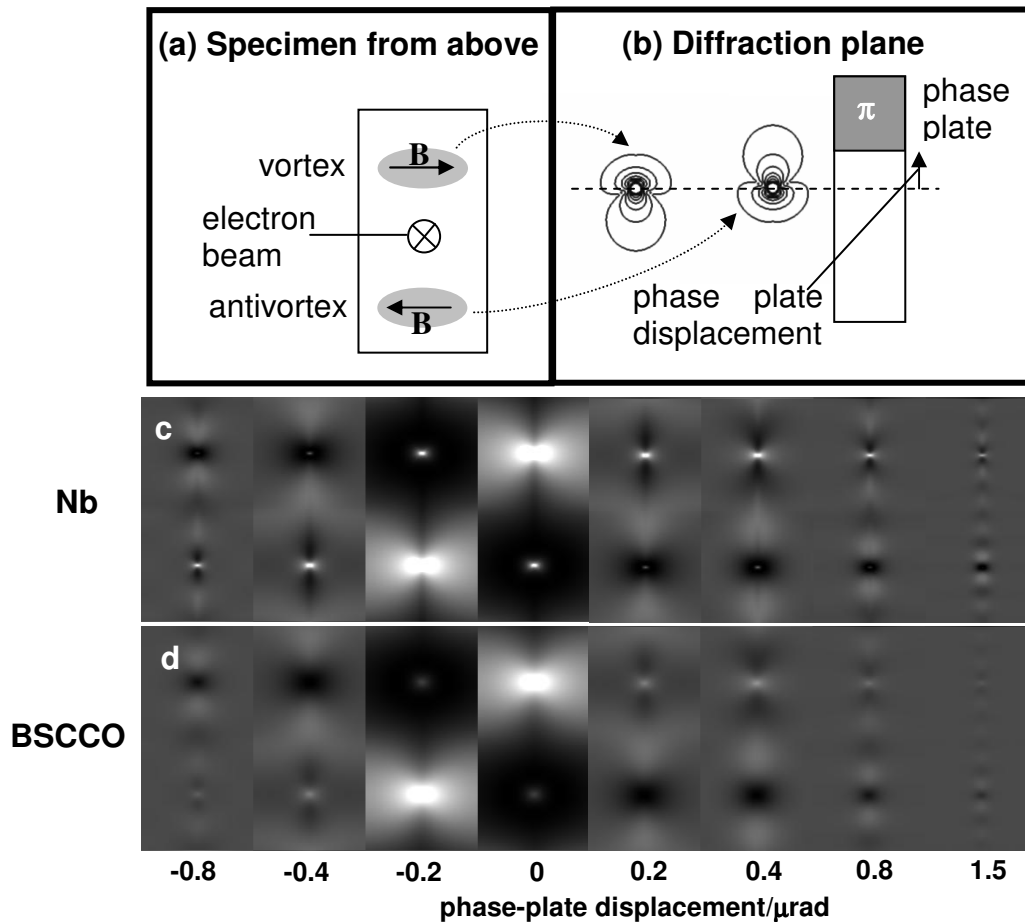 (a) Specimen from above
vortex
B
electron
beam
antivortex
B
(b) Diffraction plane
π
phase
plate
phase plate
displacement
c
Nb
d
BSCCO
-0.8 -0.4 -0.2 0 0.2 0.4 0.8 1.5
phase-plate displacement/μrad